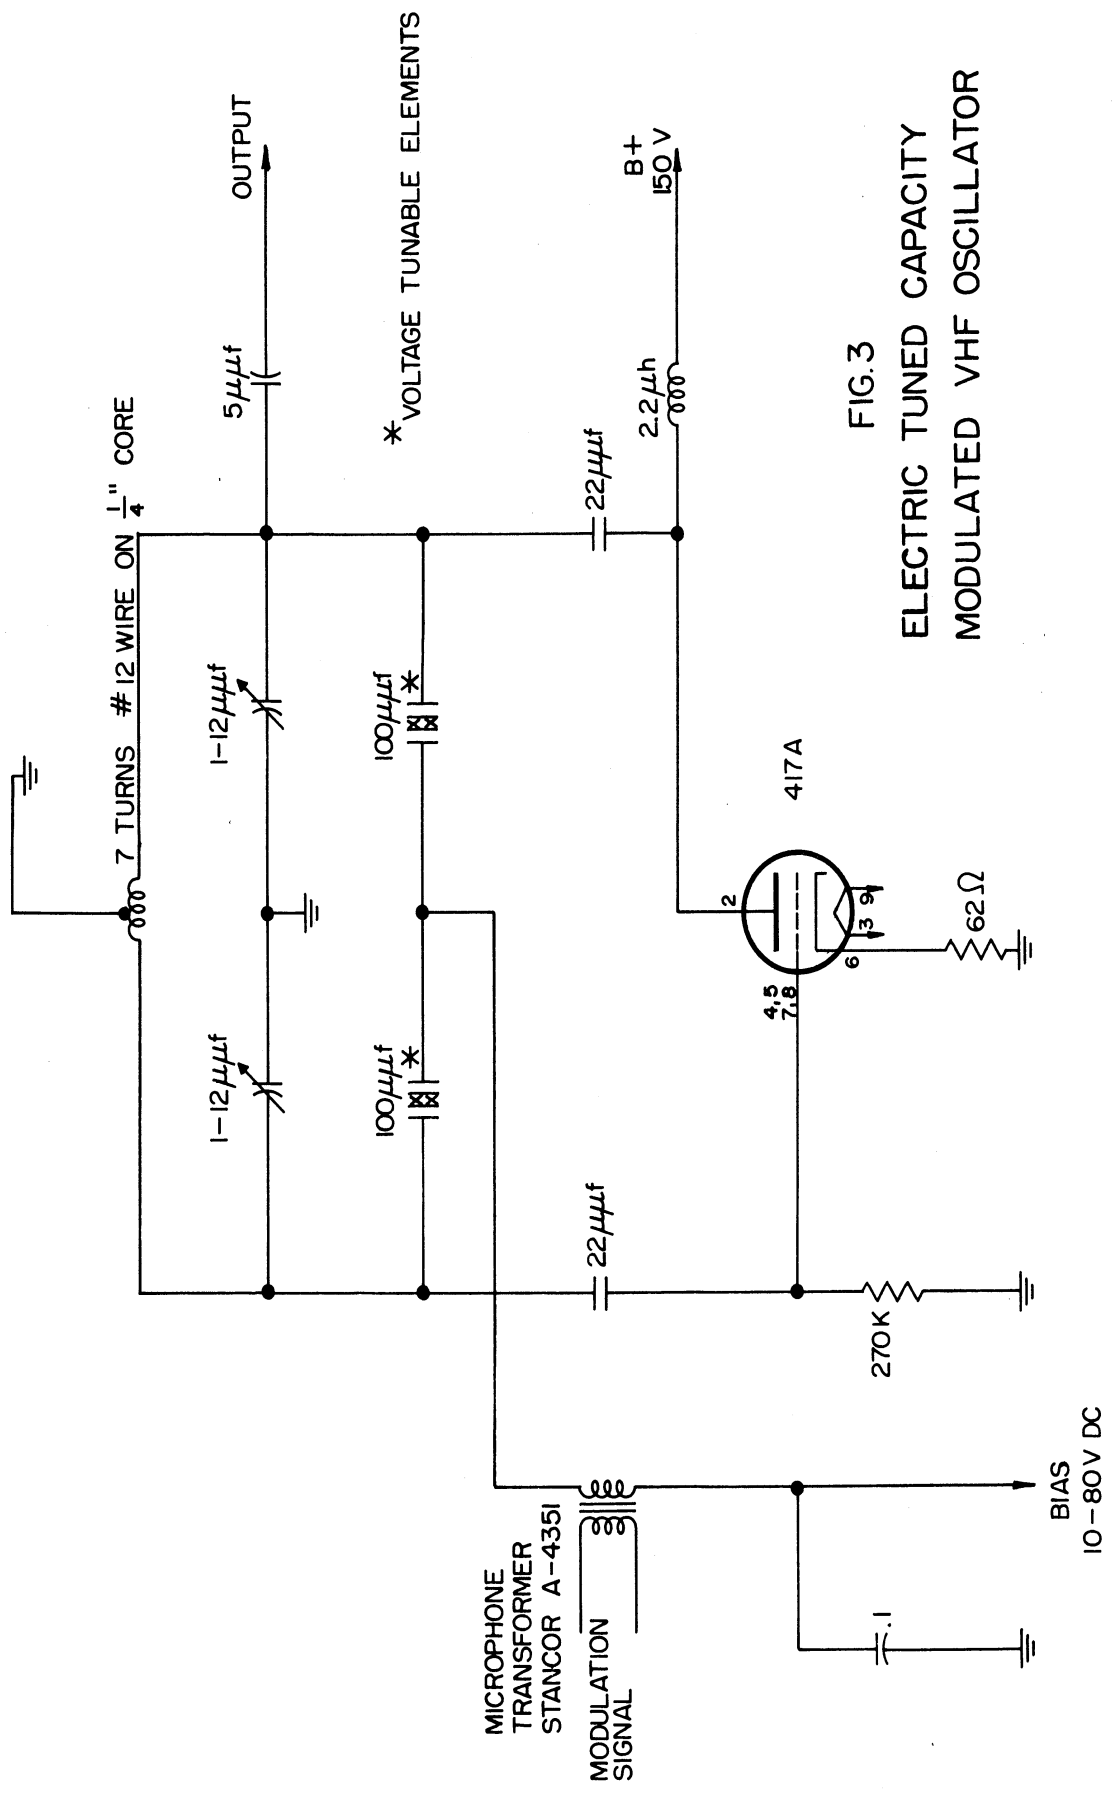 7 TURNS #12 WIRE ON 1/4" CORE
5μμf
OUTPUT
1-12μμf
1-12μμf
100μμf
*
100μμf
*
*VOLTAGE TUNABLE ELEMENTS
MICROPHONE
TRANSFORMER
STANCOR A-4351
MODULATION
SIGNAL
22μμf
22μμf
2.2μh
B+
150 V
4,5
7,8
2
6
3
9
417A
270K
62Ω
.1
BIAS
10-80V DC
FIG. 3
ELECTRIC TUNED CAPACITY
MODULATED VHF OSCILLATOR